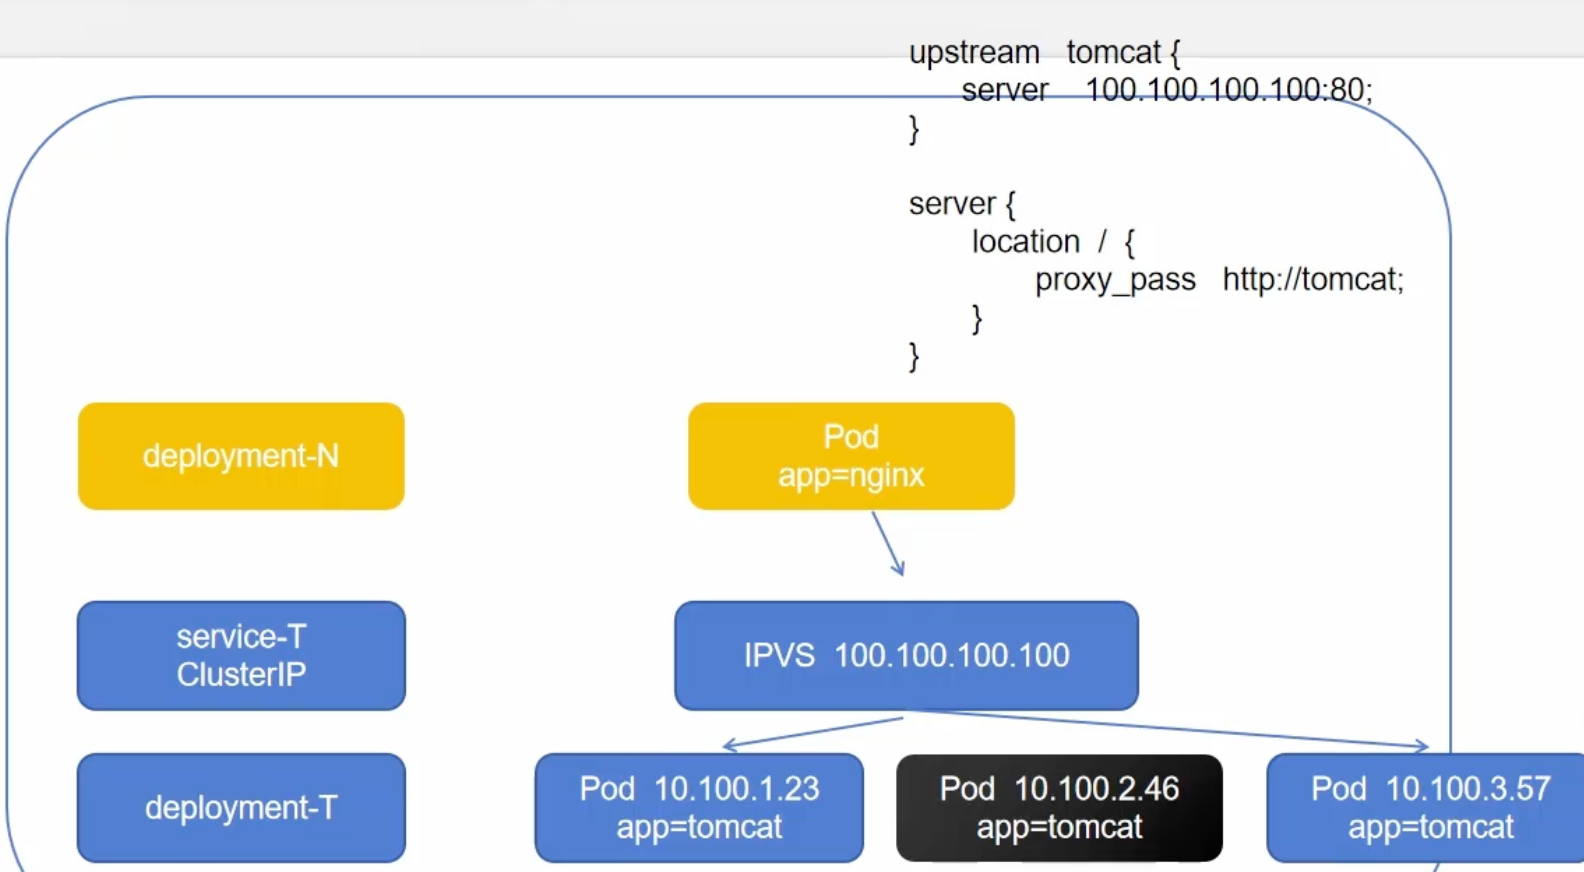 upstream tomcat {
server 100.100.100.100:80;
}
server {
location / {
proxy_pass http://tomcat;
}
}
deployment-N
Pod
app=nginx
service-T
ClusterIP
IPVS 100.100.100.100
deployment-T
Pod 10.100.1.23
app=tomcat
Pod 10.100.2.46
app=tomcat
Pod 10.100.3.57
app=tomcat